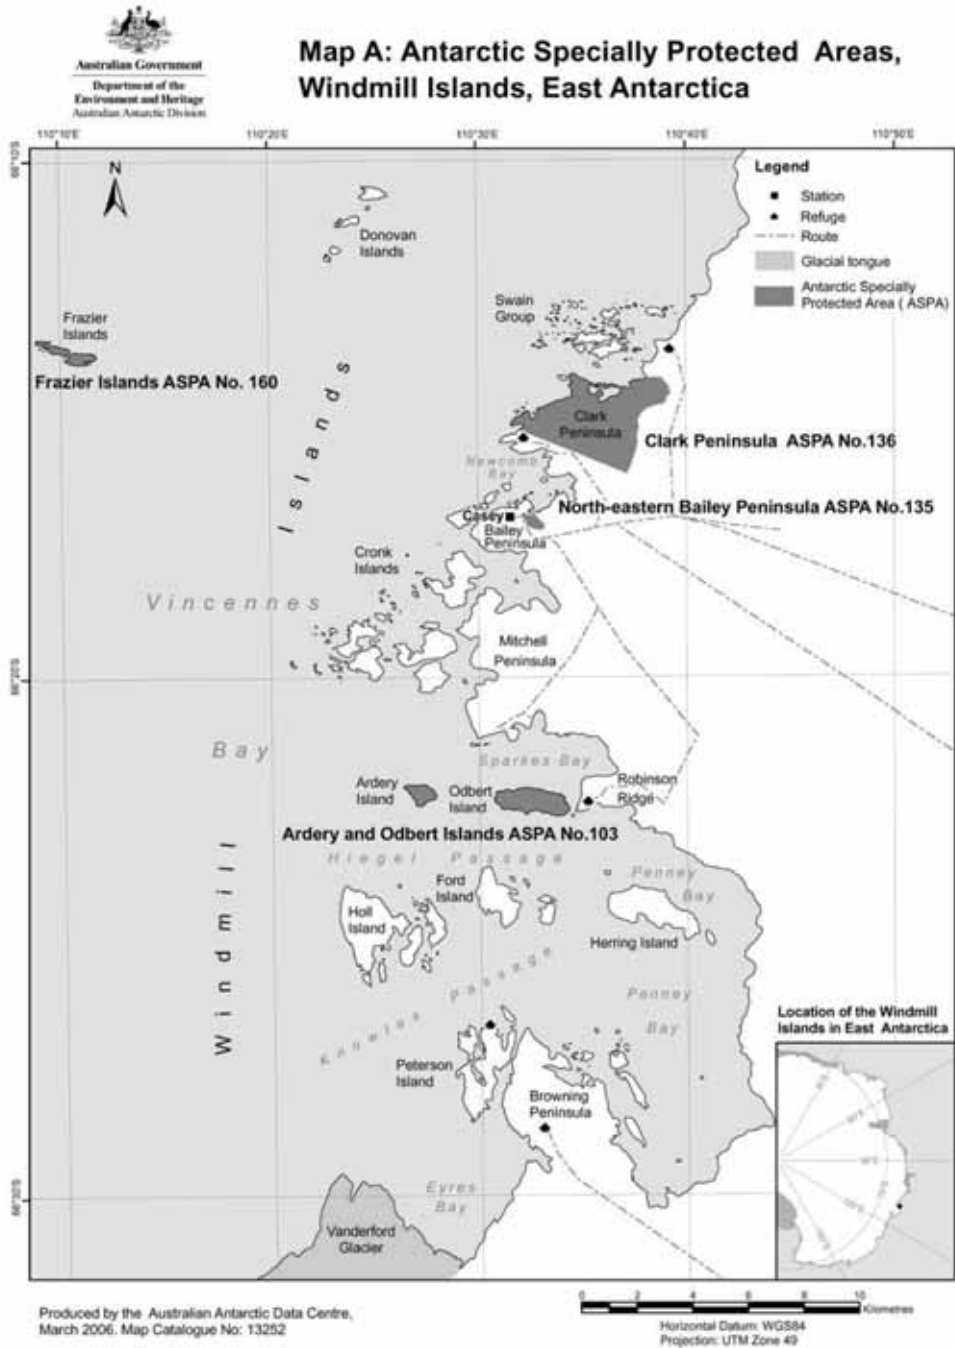 Australian Government
Department of the
Environment and Heritage
Australian Antarctic Division
Map A: Antarctic Specially Protected Areas,
Windmill Islands, East Antarctica
110°10'E
110°20'E
110°30'E
110°40'E
110°50'E
66°10'S
N
Legend
Station
Refuge
Route
Glacial tongue
Antarctic Specially
Protected Area ( ASPA)
Donovan
Islands
Swain
Group
Frazier
Islands
Frazier Islands ASPA No. 160
Clark
Peninsula
Clark Peninsula ASPA No.136
Newcomb
Bay
North-eastern Bailey Peninsula ASPA No.135
Casey
Bailey
Peninsula
Islands
Cronk
Islands
Vincennes
Mitchell
Peninsula
66°20'S
Bay
Sparkes Bay
Ardery
Island
Odbert
Island
Robinson
Ridge
Ardery and Odbert Islands ASPA No.103
Windmill
Hiegel Passage
Ford
Island
Penney
Bay
Holl
Island
Herring Island
Knowles Passage
Penney
Bay
Peterson
Island
Browning
Peninsula
Location of the Windmill
Islands in East Antarctica
66°30'S
Eyres
Bay
Vanderford
Glacier
Produced by the Australian Antarctic Data Centre,
March 2006. Map Catalogue No: 13252
0 2 4 6 8 10
Kilometres
Horizontal Datum: WGS84
Projection: UTM Zone 49